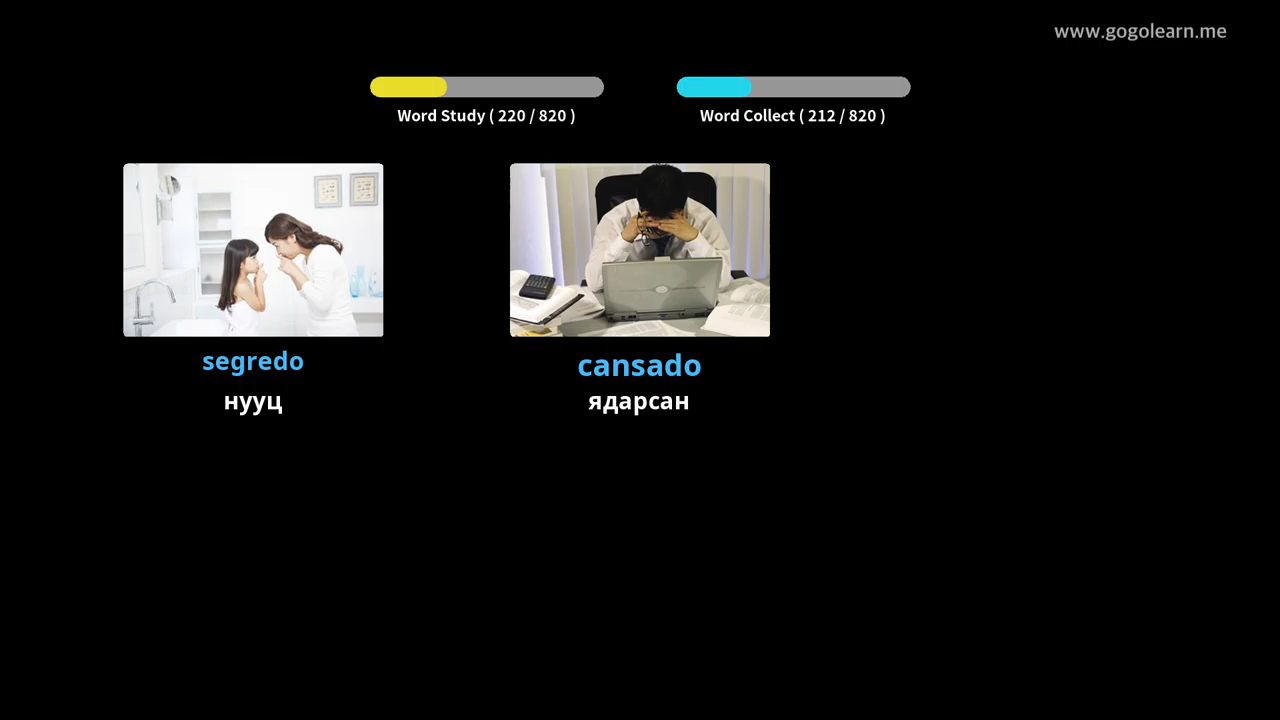 www.gogolearn.me
Word Study ( 220 / 820 )
Word Collect ( 212 / 820 )
segredo
нууц
cansado
ядарсан